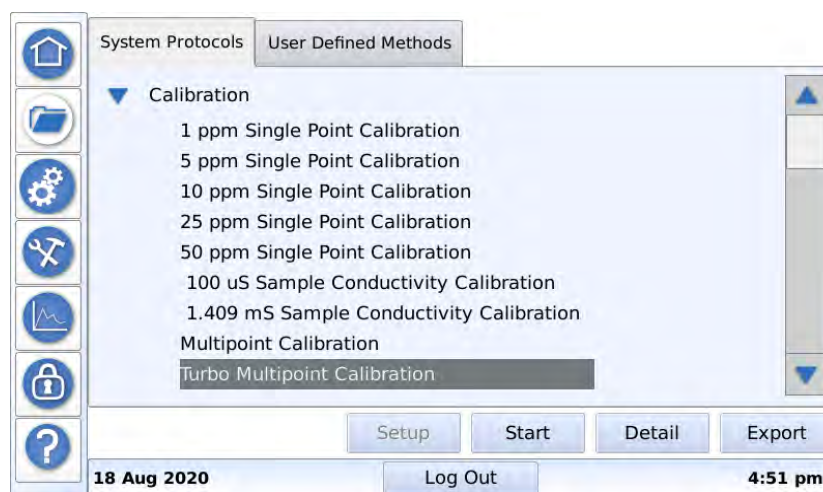 System Protocols User Defined Methods
Calibration
1 ppm Single Point Calibration
5 ppm Single Point Calibration
10 ppm Single Point Calibration
25 ppm Single Point Calibration
50 ppm Single Point Calibration
100 uS Sample Conductivity Calibration
1.409 mS Sample Conductivity Calibration
Multipoint Calibration
Turbo Multipoint Calibration
Setup Start Detail Export
?
18 Aug 2020 Log Out 4:51 pm